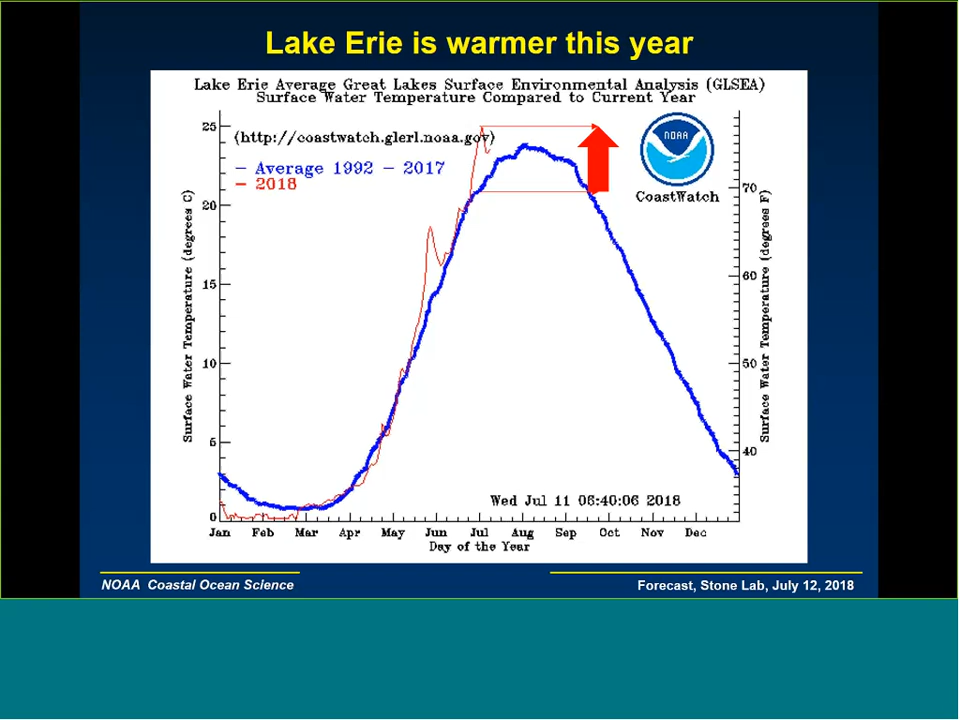 Lake Erie is warmer this year
Lake Erie Average Great Lakes Surface Environmental Analysis (GLSEA)
Surface Water Temperature Compared to Current Year
(http://coastwatch.glerl.noaa.gov)
– Average 1992 – 2017
– 2018
NOAA
CoastWatch
Surface Water Temperature (degrees C)
25
20
15
10
5
0
Surface Water Temperature (degrees F)
70
60
50
40
Wed Jul 11 06:40:06 2018
Jan Feb Mar Apr May Jun Jul Aug Sep Oct Nov Dec
Day of the Year
NOAA Coastal Ocean Science
Forecast, Stone Lab, July 12, 2018